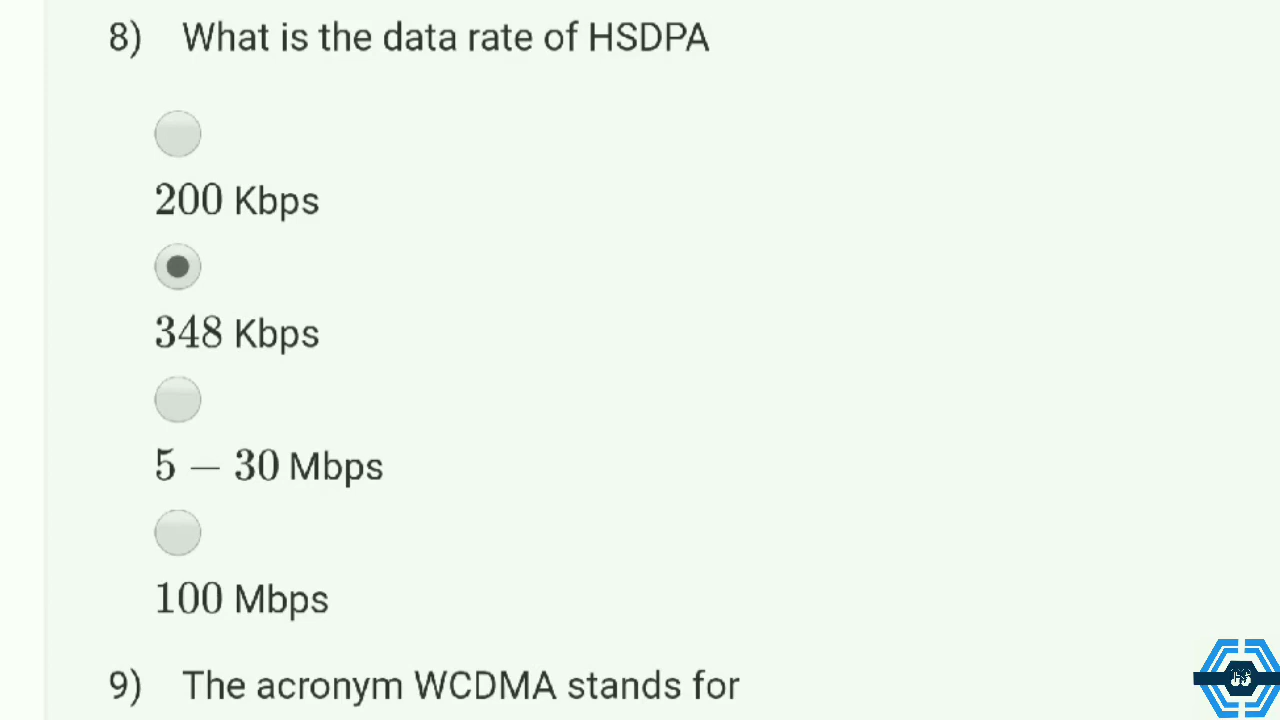 8) What is the data rate of HSDPA
200 Kbps
348 Kbps
5 – 30 Mbps
100 Mbps
9) The acronym WCDMA stands for